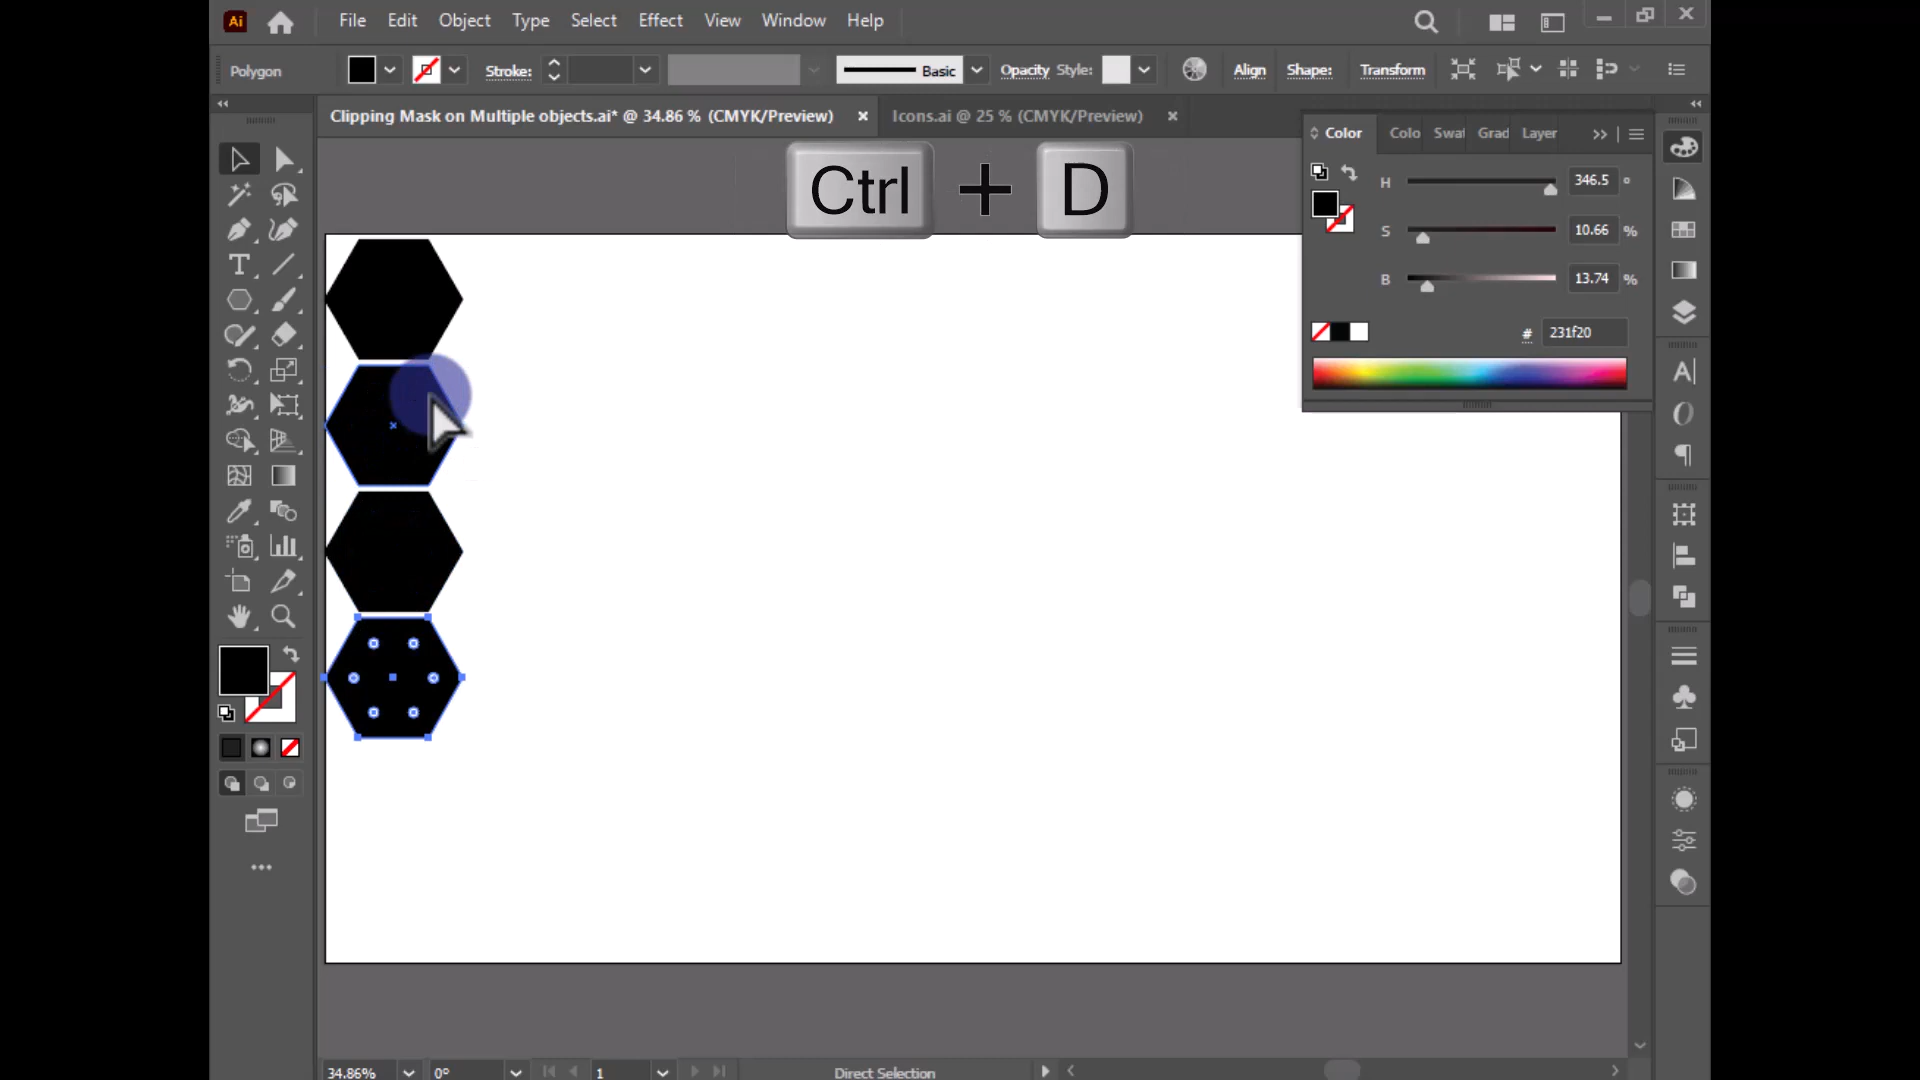 Ai File Edit Object Type Select Effect View Window Help
Polygon Stroke: Basic Opacity Style: Align Shape: Transform
Clipping Mask on Multiple objects.ai* @ 34.86 % (CMYK/Preview) × Icons.ai @ 25 % (CMYK/Preview) ×
Color Colo Swat Grad Layer
Ctrl + D
H 346.5 °
S 10.66 %
B 13.74 %
# 231f20
34.86% 0° 1 Direct Selection